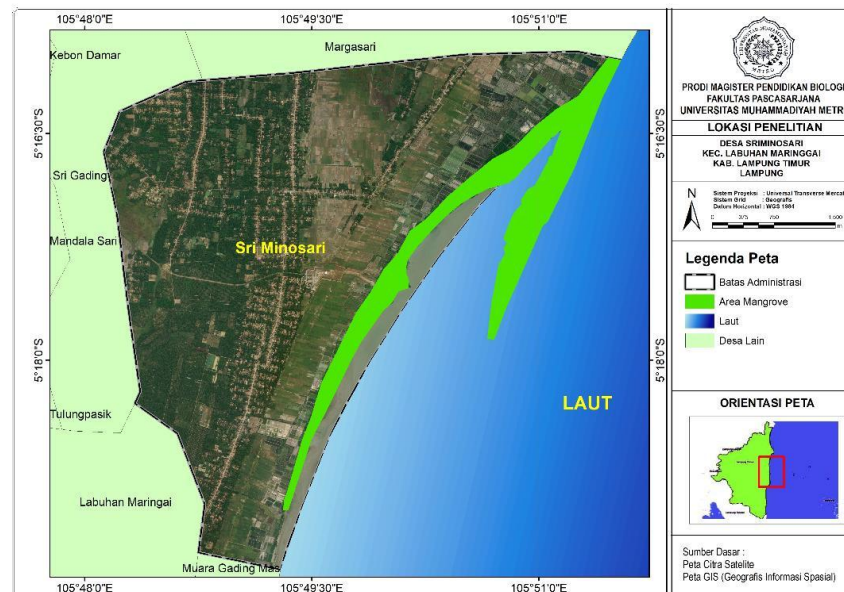 105°48'0"E
105°49'30"E
105°51'0"E
Kebon Damar
Margasari
5°16'30"S
5°16'30"S
Sri Gading
Mandala Sari
Sri Minosari
5°18'0"S
5°18'0"S
LAUT
Tulungpasik
Labuhan Maringai
Muara Gading Mas
105°48'0"E
105°49'30"E
105°51'0"E
PRODI MAGISTER PENDIDIKAN BIOLOGI
FAKULTAS PASCASARJANA
UNIVERSITAS MUHAMMADIYAH METR
LOKASI PENELITIAN
DESA SRIMINOSARI
KEC. LABUHAN MARINGGAI
KAB. LAMPUNG TIMUR
LAMPUNG
N
Sistem Proyeksi : Universal Transverse Mercat
Sistem Grid : Geografis
Datum Horizontal : WGS 1984
0 375 750 1.500
m
Legenda Peta
Batas Administrasi
Area Mangrove
Laut
Desa Lain
ORIENTASI PETA
Sumber Dasar :
Peta Citra Satelite
Peta GIS (Geografis Informasi Spasial)